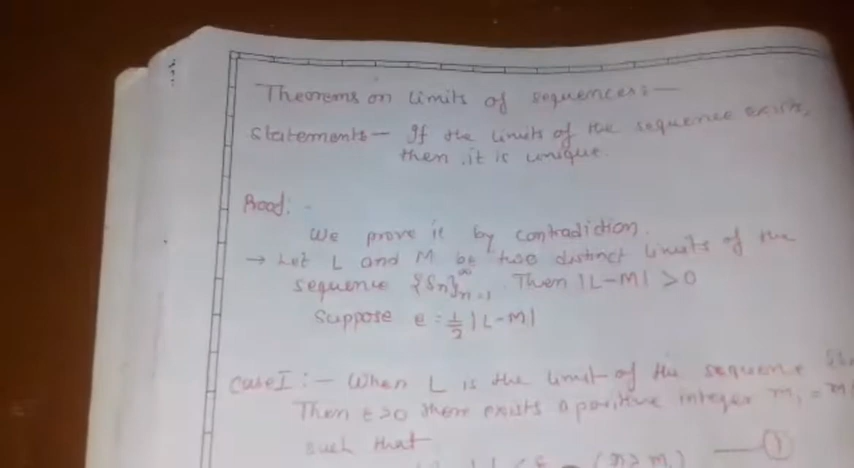 Theorems on limits of sequences:—
Statements— If the limits of the sequence exists,
then it is unique.
Proof:-
We prove it by contradiction.
→ Let L and M be two distinct limits of the
sequence {Sn}∞n=1. Then |L-M| >0
Suppose e = 1/2 |L-M|
Case I:- When L is the limit of the sequence
Then ε>0 there exists a positive integer m1 = m
such that
(n≥m1) —①